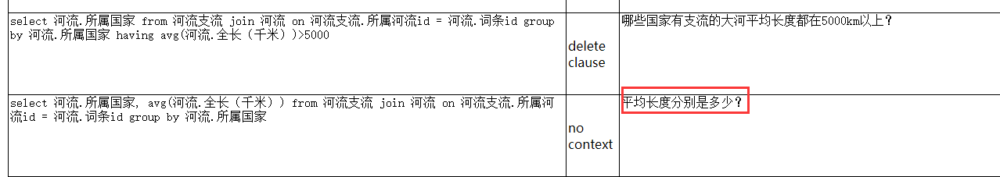 select 河流.所属国家 from 河流支流 join 河流 on 河流支流.所属河流id = 河流.词条id group
by 河流.所属国家 having avg(河流.全长（千米）)>5000
delete
clause
哪些国家有支流的大河平均长度都在5000km以上？
select 河流.所属国家, avg(河流.全长（千米）) from 河流支流 join 河流 on 河流支流.所属河
流id = 河流.词条id group by 河流.所属国家
no
context
平均长度分别是多少？